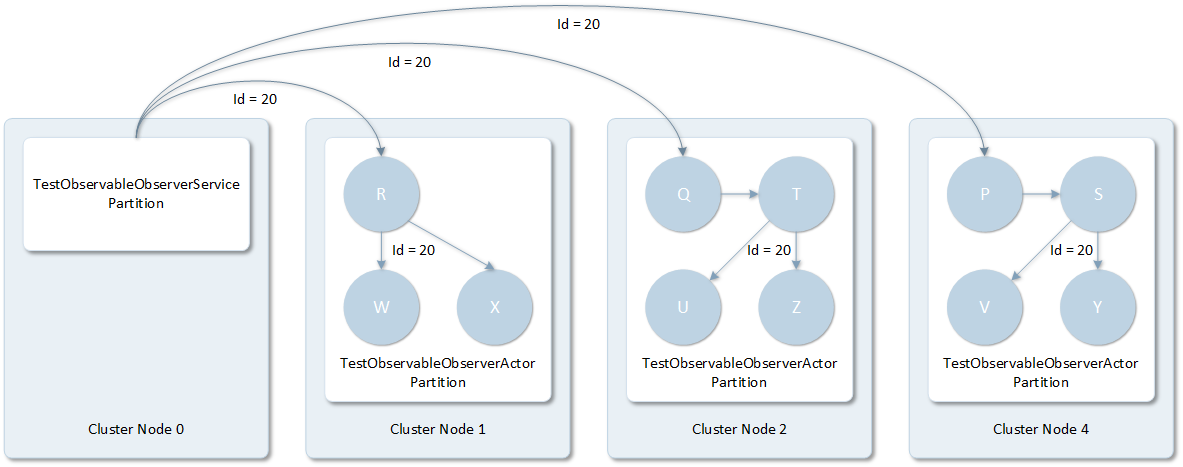 Id = 20
Id = 20
Id = 20
TestObservableObserverService
Partition
Cluster Node 0
R
Id = 20
W
X
TestObservableObserverActor
Partition
Cluster Node 1
Q
T
Id = 20
U
Z
TestObservableObserverActor
Partition
Cluster Node 2
P
S
Id = 20
V
Y
TestObservableObserverActor
Partition
Cluster Node 4